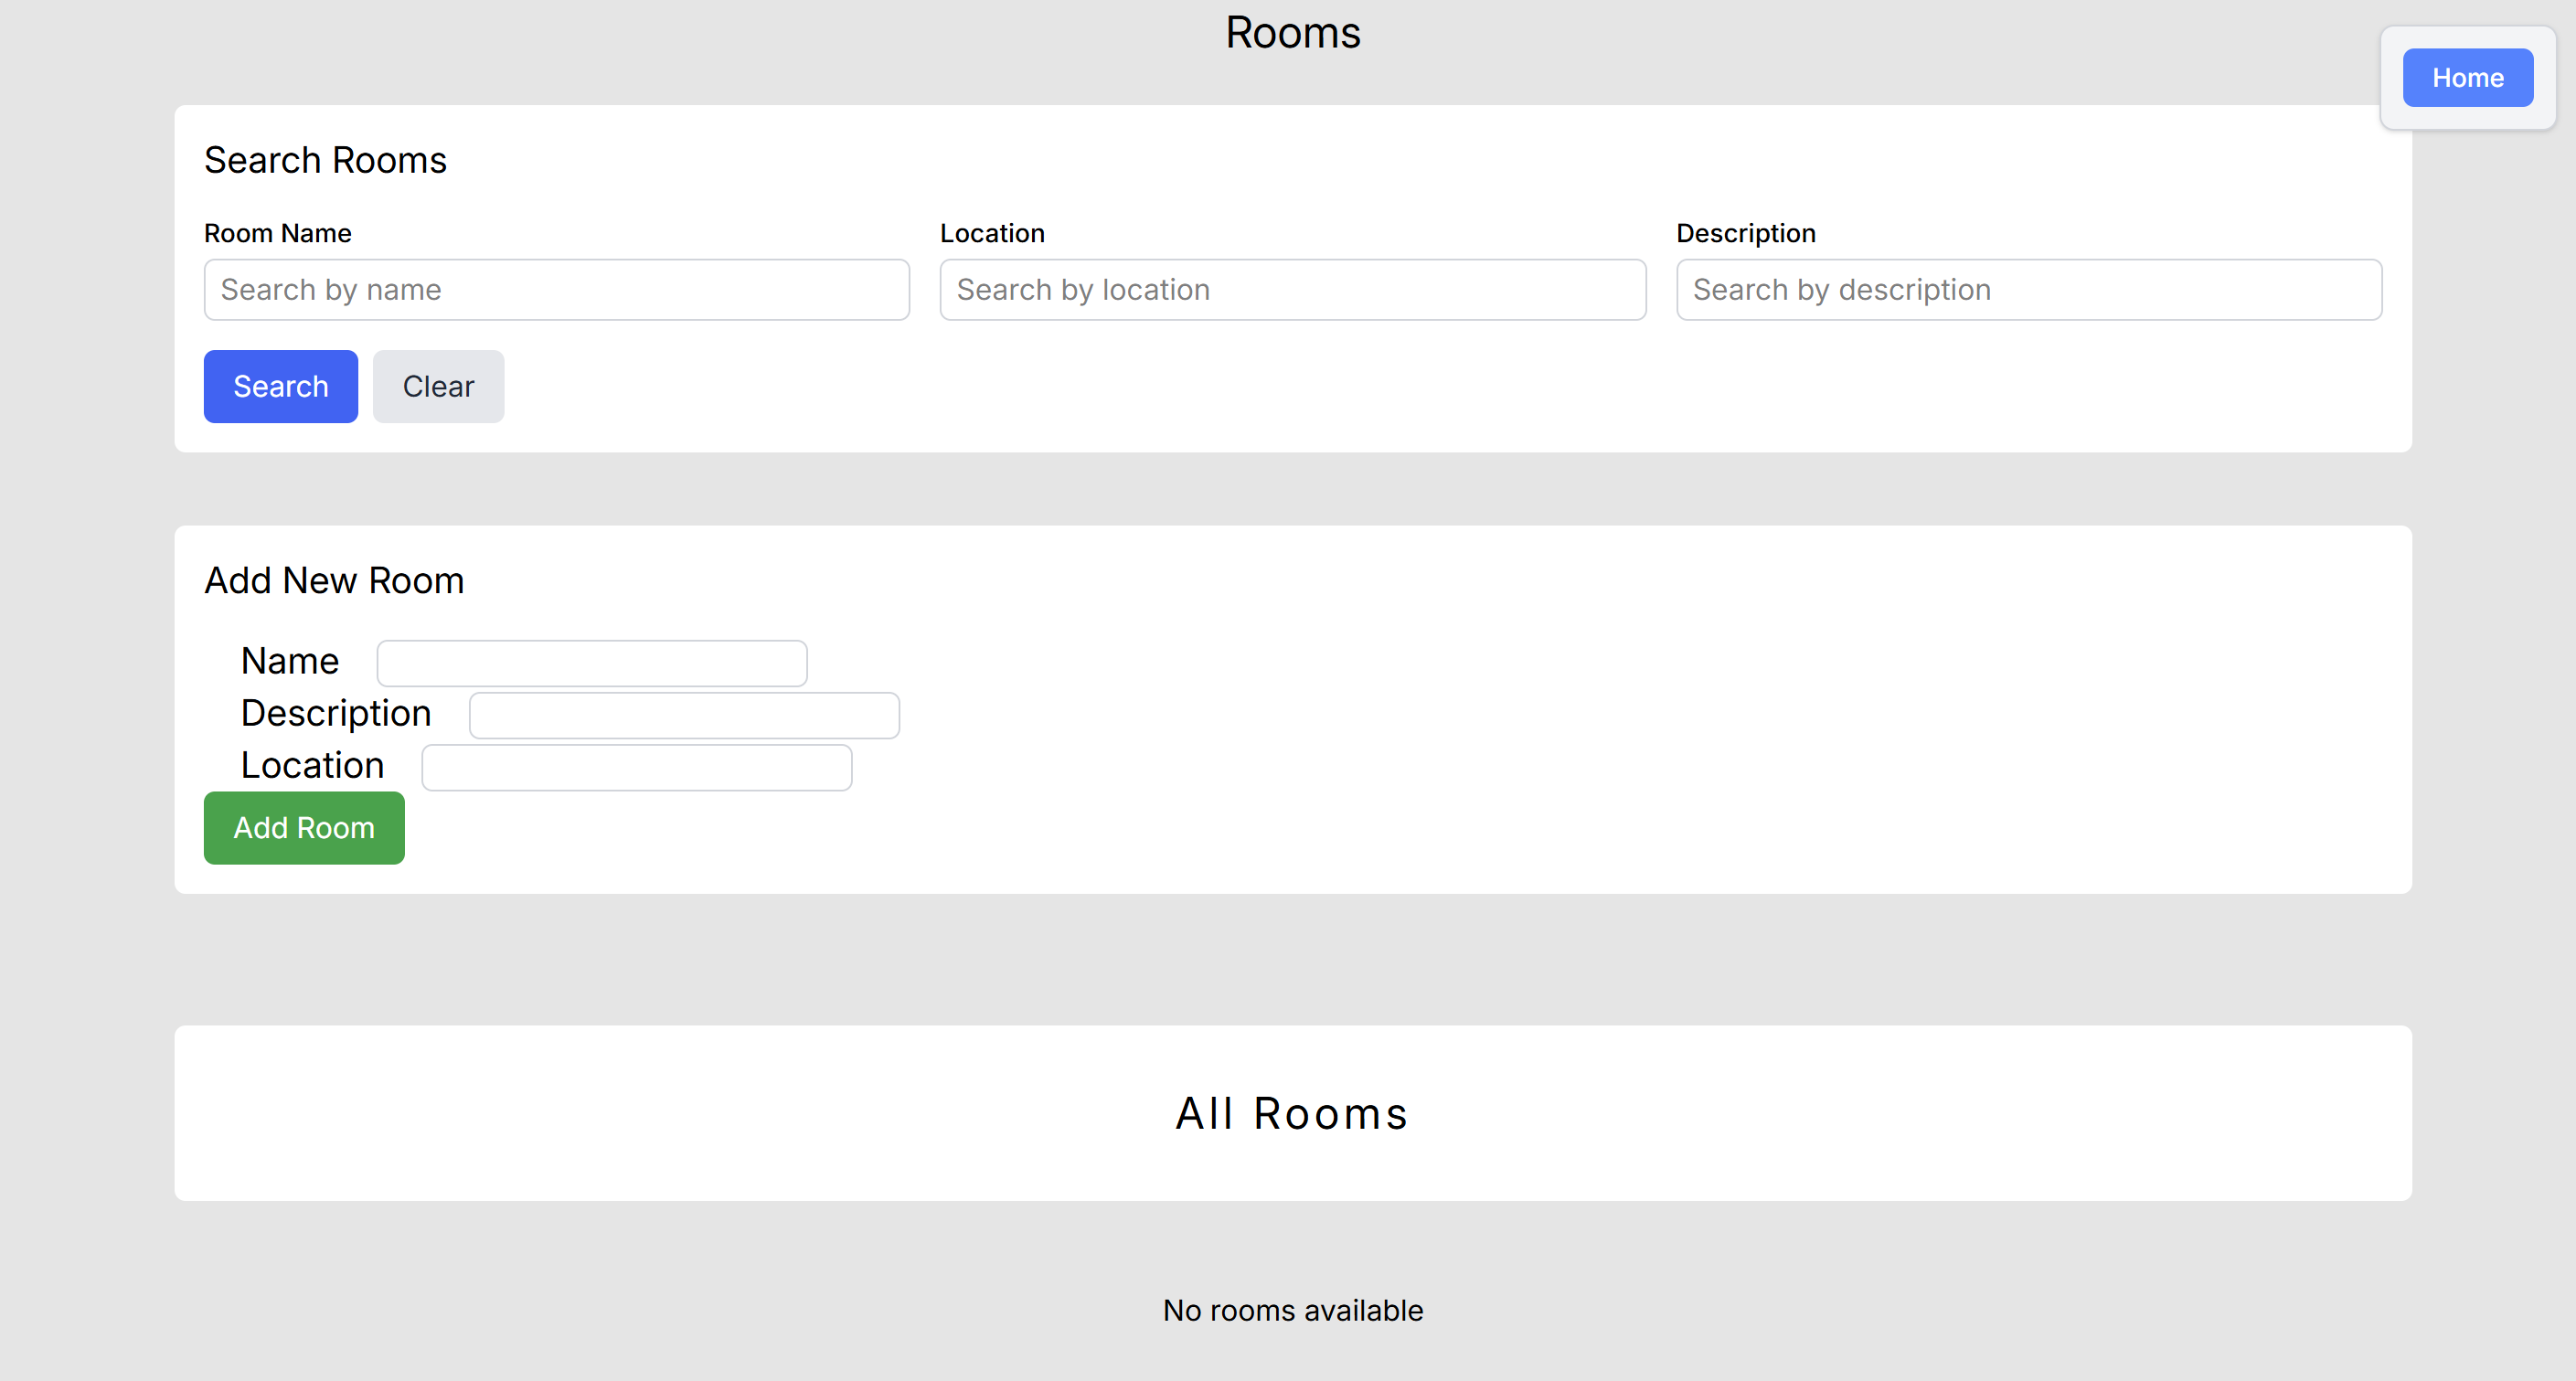 Rooms
Home
Search Rooms
Room Name Location Description
Search by name Search by location Search by description
Search Clear
Add New Room
Name
Description
Location
Add Room
All Rooms
No rooms available